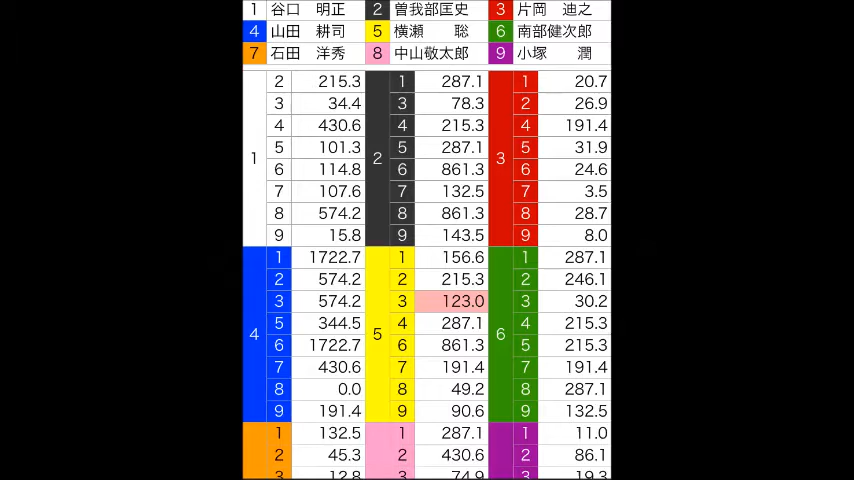 1 谷口 明正 2 曽我部匡史 3 片岡 迪之
4 山田 耕司 5 横瀬 聡 6 南部健次郎
7 石田 洋秀 8 中山敬太郎 9 小塚 潤
2 215.3 1 287.1 1 20.7
3 34.4 3 78.3 2 26.9
4 430.6 4 215.3 4 191.4
5 101.3 5 287.1 5 31.9
1 2 3
6 114.8 6 861.3 6 24.6
7 107.6 7 132.5 7 3.5
8 574.2 8 861.3 8 28.7
9 15.8 9 143.5 9 8.0
1 1722.7 1 156.6 1 287.1
2 574.2 2 215.3 2 246.1
3 574.2 3 123.0 3 30.2
5 344.5 4 287.1 4 215.3
4 5 6
6 1722.7 6 861.3 5 215.3
7 430.6 7 191.4 7 191.4
8 0.0 8 49.2 8 287.1
9 191.4 9 90.6 9 132.5
1 132.5 1 287.1 1 11.0
2 45.3 2 430.6 2 86.1
3 12.8 3 74.9 3 19.3